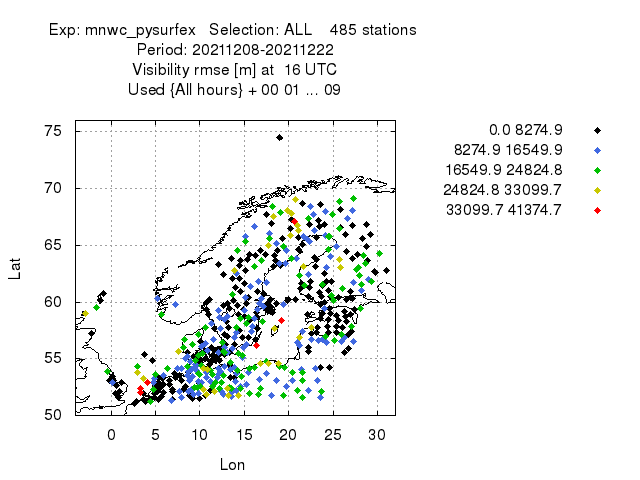 Exp: mnwc_pysurfex   Selection: ALL    485 stations
Period: 20211208-20211222
Visibility rmse [m] at  16 UTC
Used {All hours} + 00 01 ... 09
0.0 8274.9
8274.9 16549.9
16549.9 24824.8
24824.8 33099.7
33099.7 41374.7
75
70
65
60
55
50
Lat
0 5 10 15 20 25 30
Lon